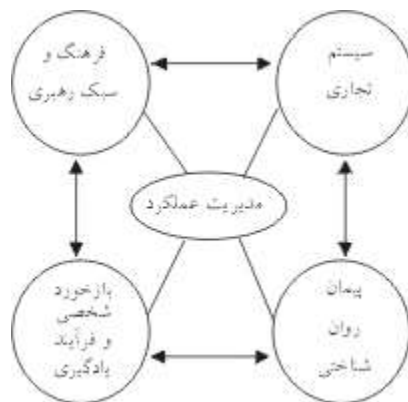 فرهنگ و
سبک رهبری
سیستم
تجاری
مدیریت عملکرد
بازخورد
شخصی
و فرآیند
یادگیری
پیمان
روان
شناختی